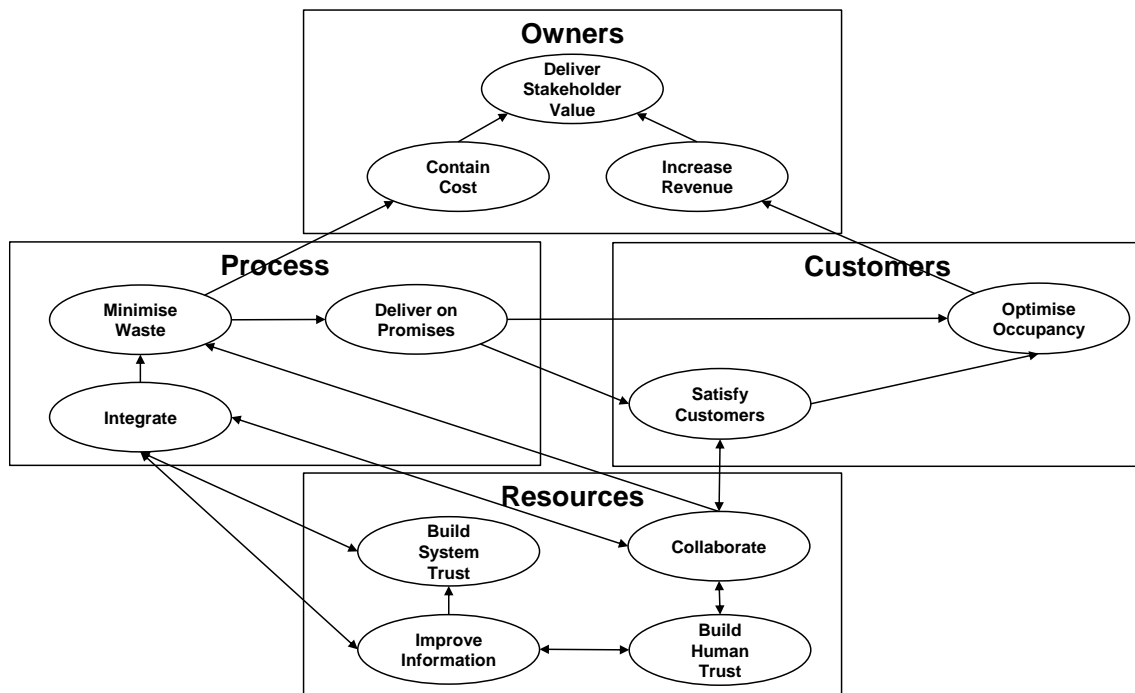 Owners
Deliver
Stakeholder
Value
Contain
Cost
Increase
Revenue
Process
Minimise
Waste
Deliver on
Promises
Integrate
Customers
Optimise
Occupancy
Satisfy
Customers
Resources
Build
System
Trust
Collaborate
Improve
Information
Build
Human
Trust